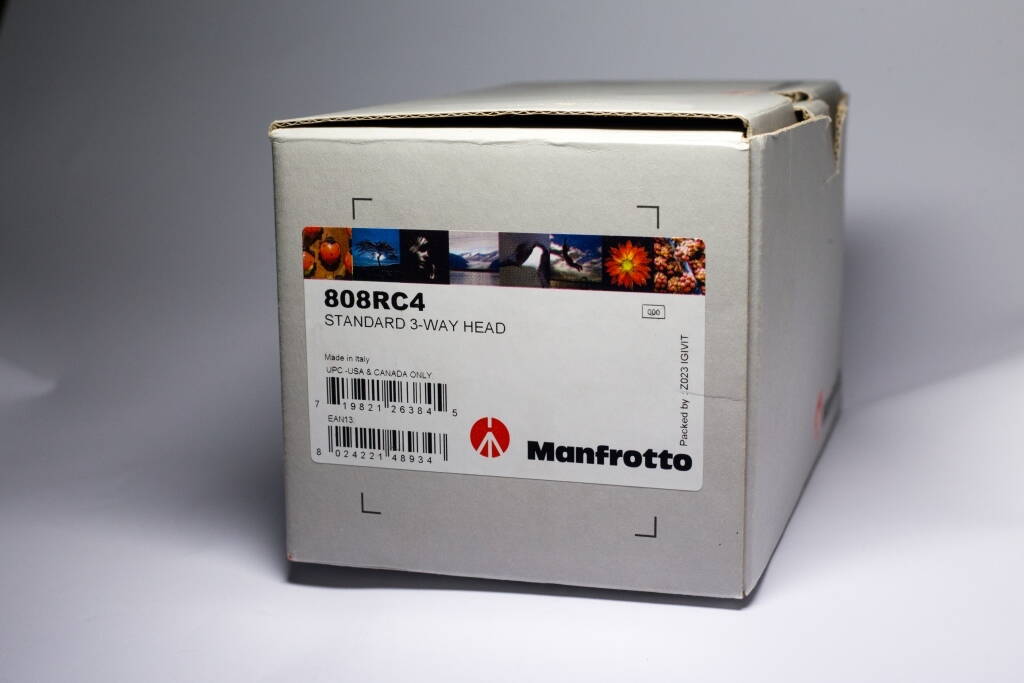 808RC4
000
STANDARD 3-WAY HEAD
Made in Italy
UPC -USA & CANADA ONLY
7 19821 26384 5
EAN13
8 024221 48934
Manfrotto
Packed by : Z023 IGIVIT